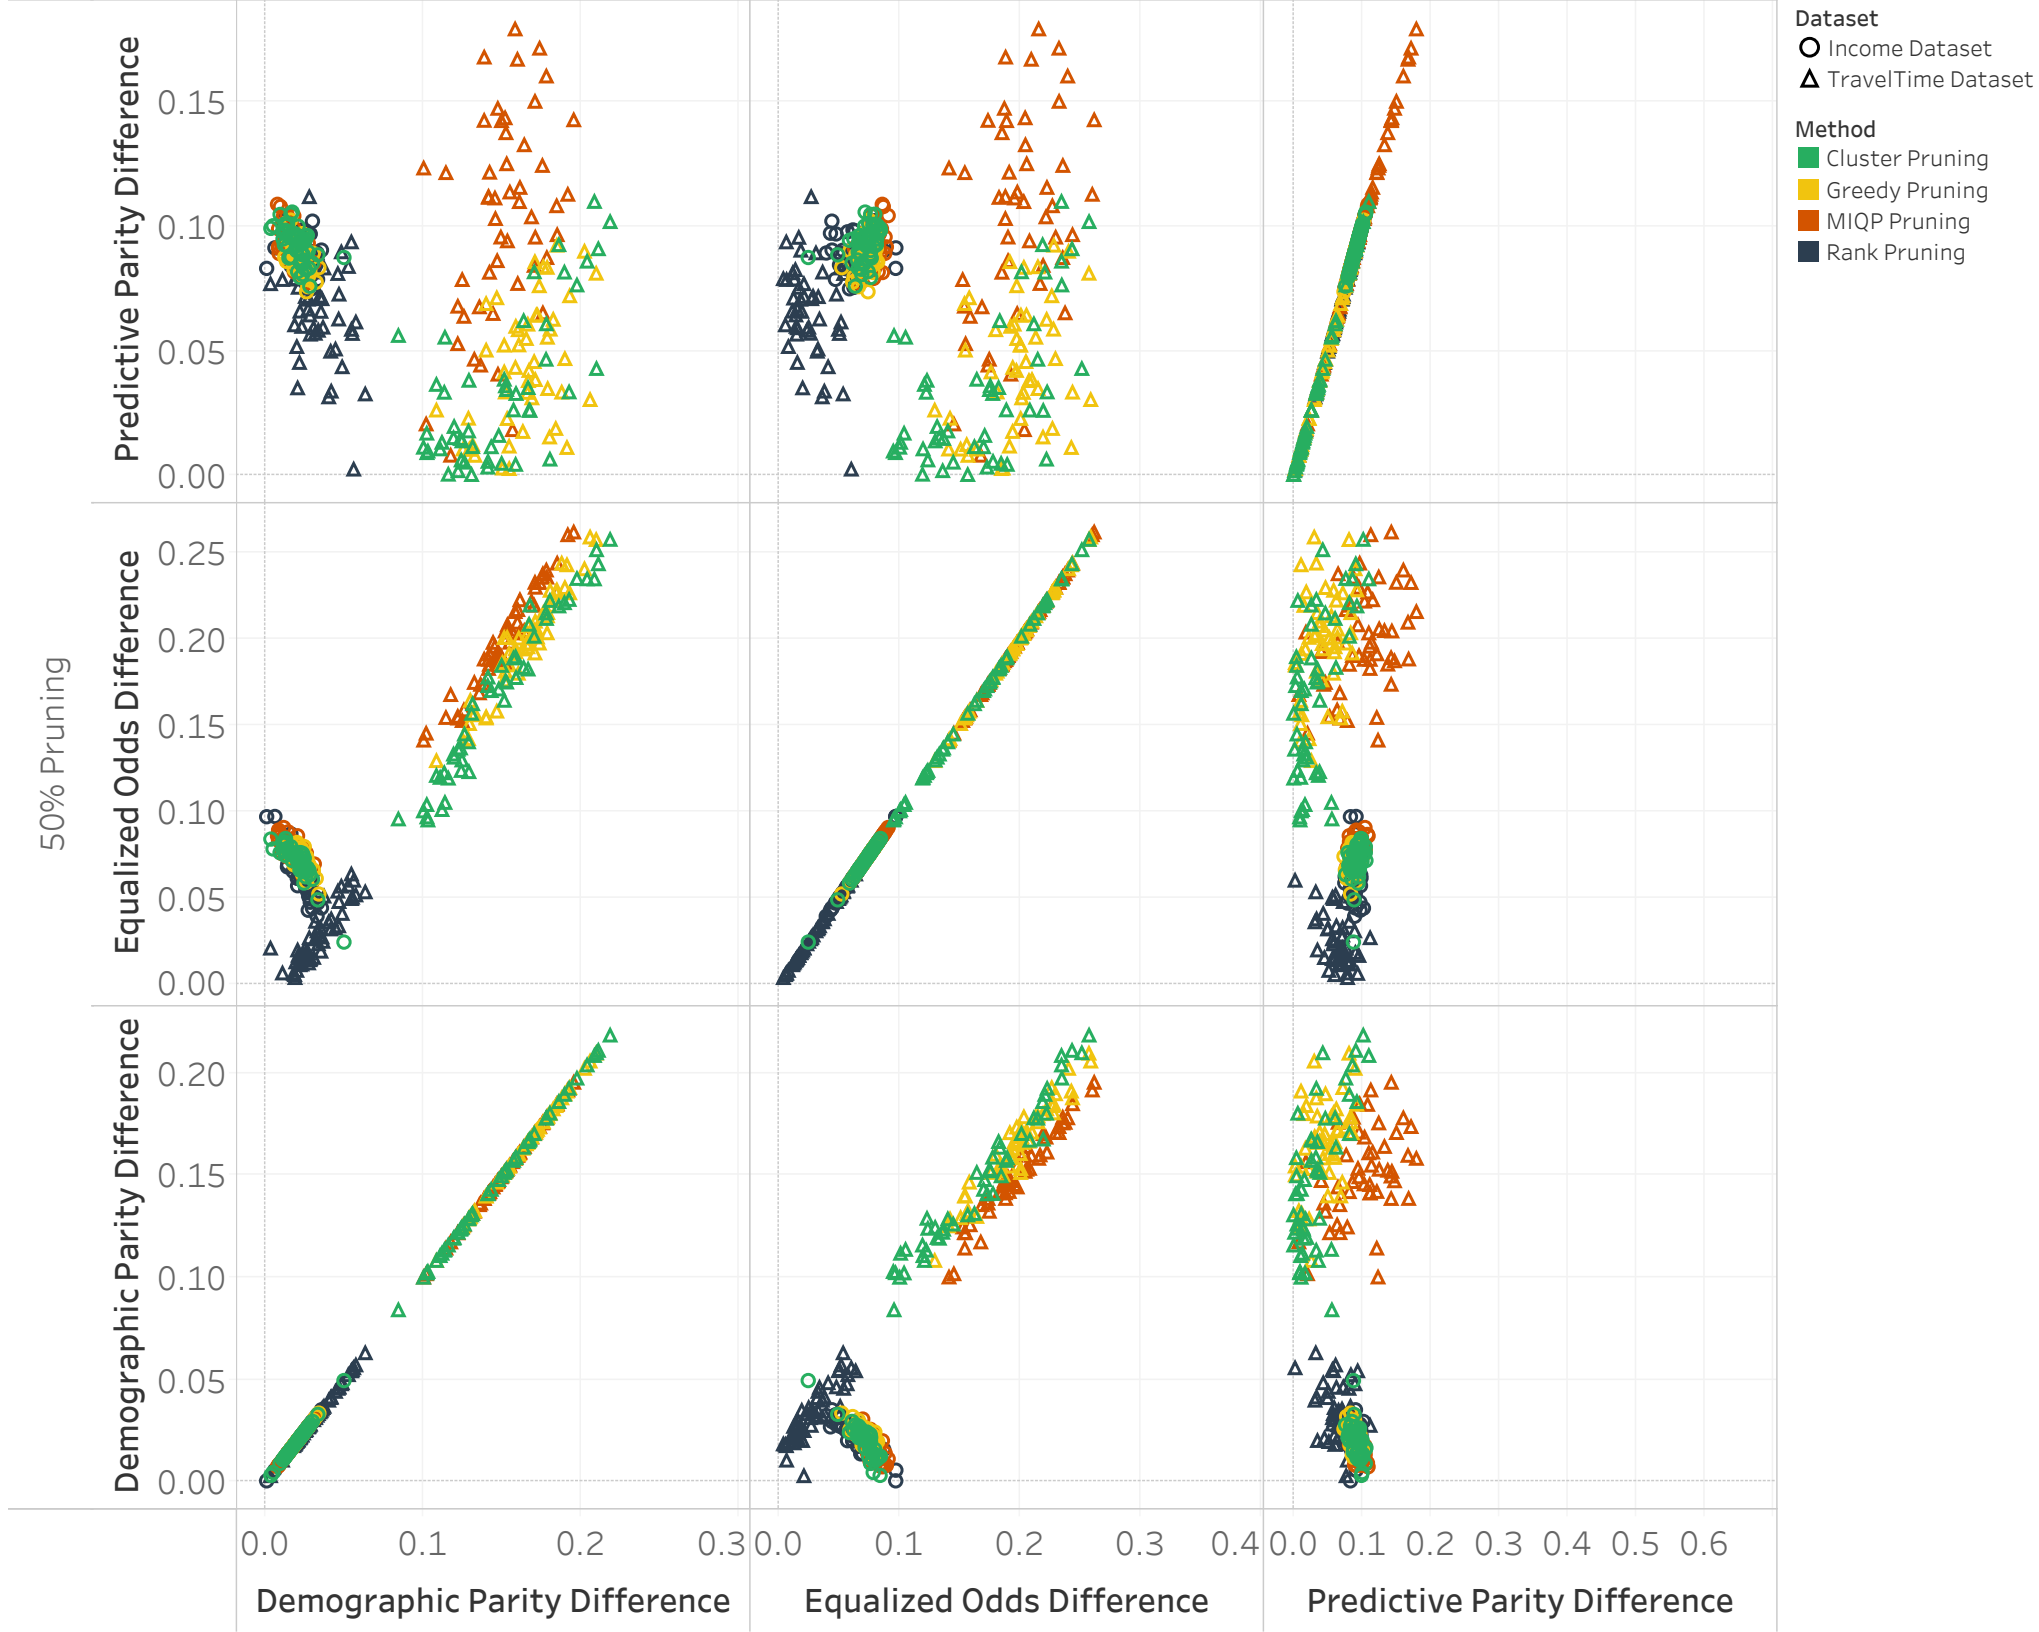 Dataset
Income Dataset
TravelTime Dataset
Method
Cluster Pruning
Greedy Pruning
MIQP Pruning
Rank Pruning
50% Pruning
Predictive Parity Difference
0.15
0.10
0.05
0.00
Equalized Odds Difference
0.25
0.20
0.15
0.10
0.05
0.00
Demographic Parity Difference
0.20
0.15
0.10
0.05
0.00
0.0 0.1 0.2 0.3 0.0 0.1 0.2 0.3 0.4 0.0 0.1 0.2 0.3 0.4 0.5 0.6
Demographic Parity Difference Equalized Odds Difference Predictive Parity Difference